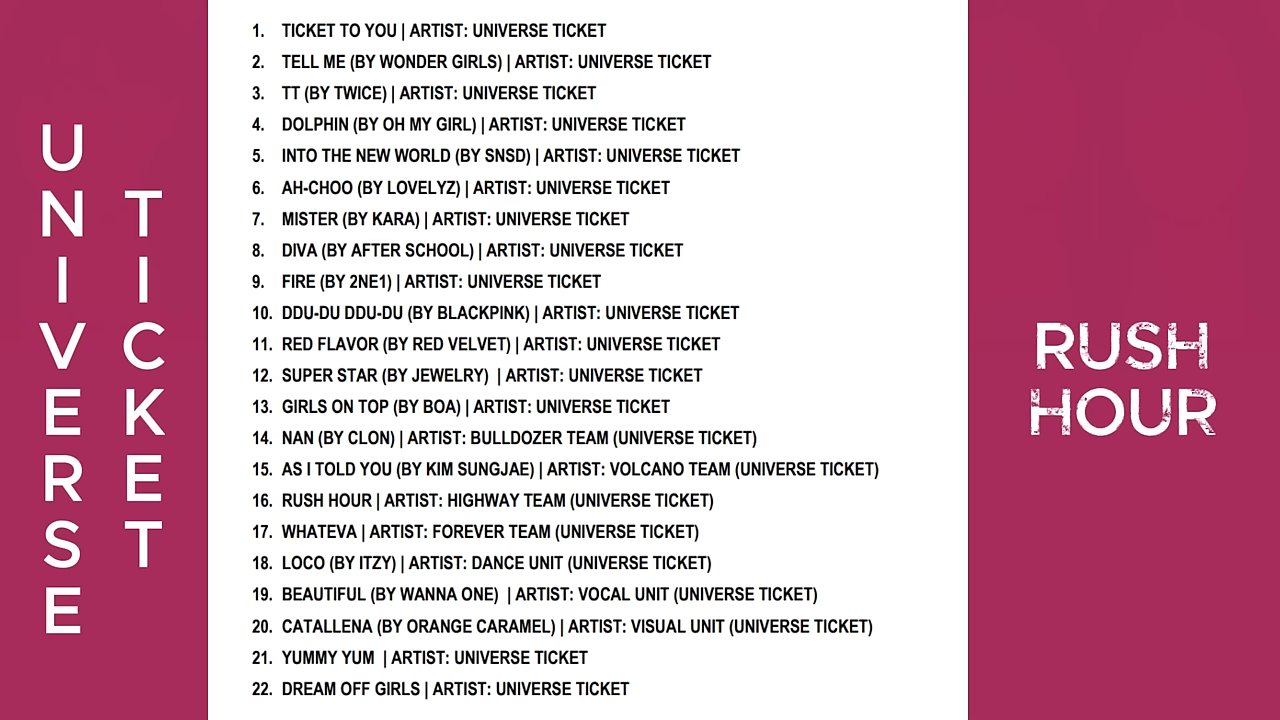 UNIVERSE
TICKET
1. TICKET TO YOU | ARTIST: UNIVERSE TICKET
2. TELL ME (BY WONDER GIRLS) | ARTIST: UNIVERSE TICKET
3. TT (BY TWICE) | ARTIST: UNIVERSE TICKET
4. DOLPHIN (BY OH MY GIRL) | ARTIST: UNIVERSE TICKET
5. INTO THE NEW WORLD (BY SNSD) | ARTIST: UNIVERSE TICKET
6. AH-CHOO (BY LOVELYZ) | ARTIST: UNIVERSE TICKET
7. MISTER (BY KARA) | ARTIST: UNIVERSE TICKET
8. DIVA (BY AFTER SCHOOL) | ARTIST: UNIVERSE TICKET
9. FIRE (BY 2NE1) | ARTIST: UNIVERSE TICKET
10. DDU-DU DDU-DU (BY BLACKPINK) | ARTIST: UNIVERSE TICKET
11. RED FLAVOR (BY RED VELVET) | ARTIST: UNIVERSE TICKET
12. SUPER STAR (BY JEWELRY) | ARTIST: UNIVERSE TICKET
13. GIRLS ON TOP (BY BOA) | ARTIST: UNIVERSE TICKET
14. NAN (BY CLON) | ARTIST: BULLDOZER TEAM (UNIVERSE TICKET)
15. AS I TOLD YOU (BY KIM SUNGJAE) | ARTIST: VOLCANO TEAM (UNIVERSE TICKET)
16. RUSH HOUR | ARTIST: HIGHWAY TEAM (UNIVERSE TICKET)
17. WHATEVA | ARTIST: FOREVER TEAM (UNIVERSE TICKET)
18. LOCO (BY ITZY) | ARTIST: DANCE UNIT (UNIVERSE TICKET)
19. BEAUTIFUL (BY WANNA ONE) | ARTIST: VOCAL UNIT (UNIVERSE TICKET)
20. CATALLENA (BY ORANGE CARAMEL) | ARTIST: VISUAL UNIT (UNIVERSE TICKET)
21. YUMMY YUM | ARTIST: UNIVERSE TICKET
22. DREAM OFF GIRLS | ARTIST: UNIVERSE TICKET
RUSH
HOUR